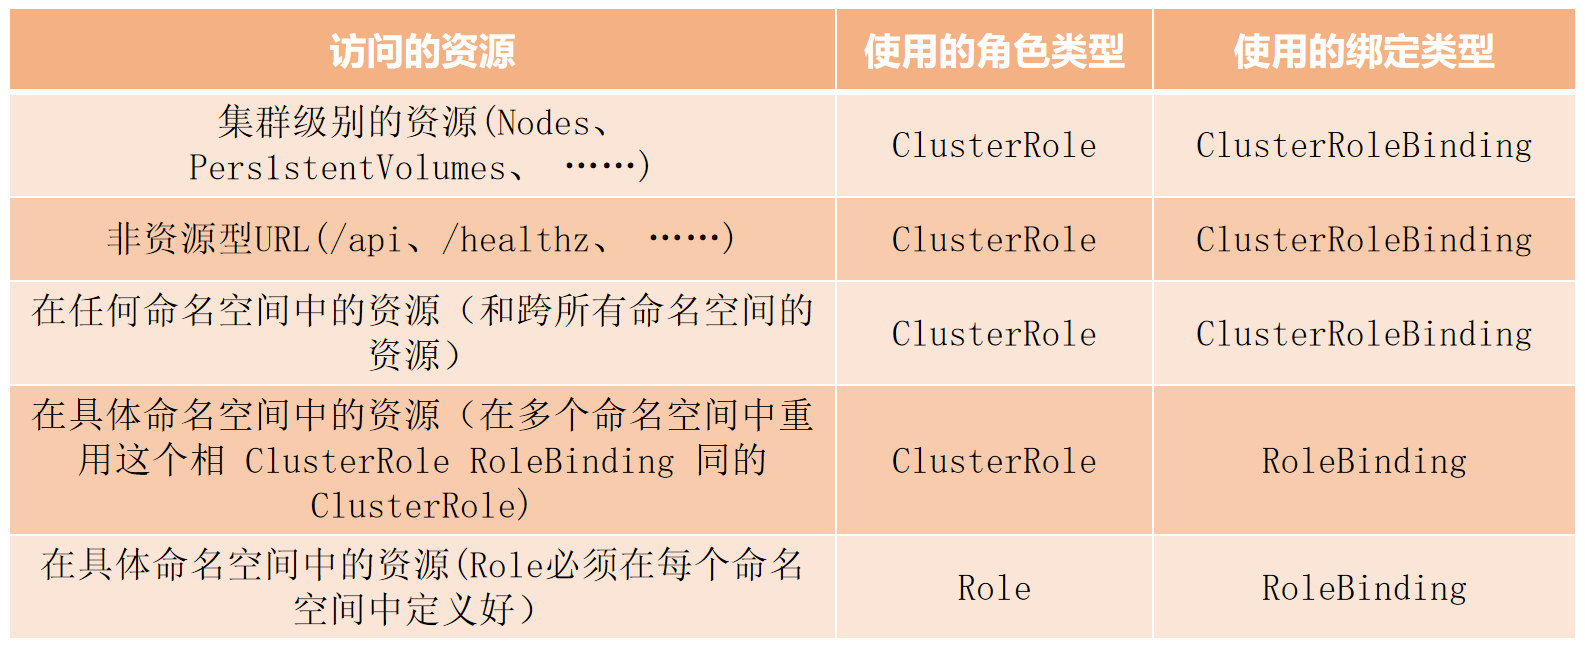 访问的资源 使用的角色类型 使用的绑定类型
集群级别的资源(Nodes、
Pers1stentVolumes、 ……)
ClusterRole ClusterRoleBinding
非资源型URL(/api、/healthz、 ……) ClusterRole ClusterRoleBinding
在任何命名空间中的资源（和跨所有命名空间的
资源）
ClusterRole ClusterRoleBinding
在具体命名空间中的资源（在多个命名空间中重
用这个相 ClusterRole RoleBinding 同的
ClusterRole)
ClusterRole RoleBinding
在具体命名空间中的资源(Role必须在每个命名
空间中定义好）
Role RoleBinding